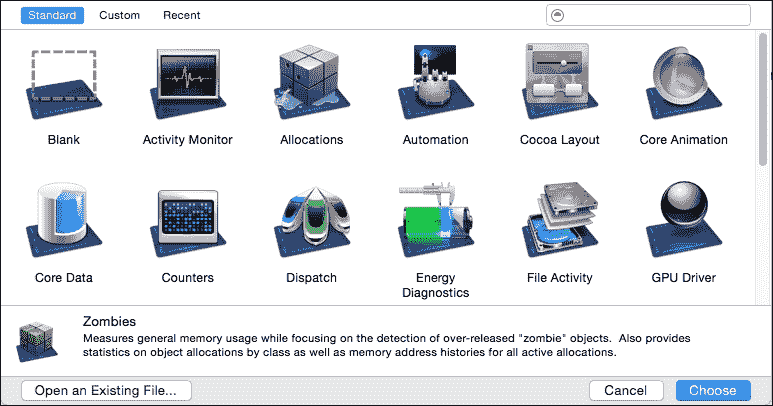 Standard Custom Recent
Blank Activity Monitor Allocations Automation Cocoa Layout Core Animation
Core Data Counters Dispatch Energy Diagnostics File Activity GPU Driver
Zombies
Measures general memory usage while focusing on the detection of over-released "zombie" objects.  Also provides
statistics on object allocations by class as well as memory address histories for all active allocations.
Open an Existing File... Cancel Choose